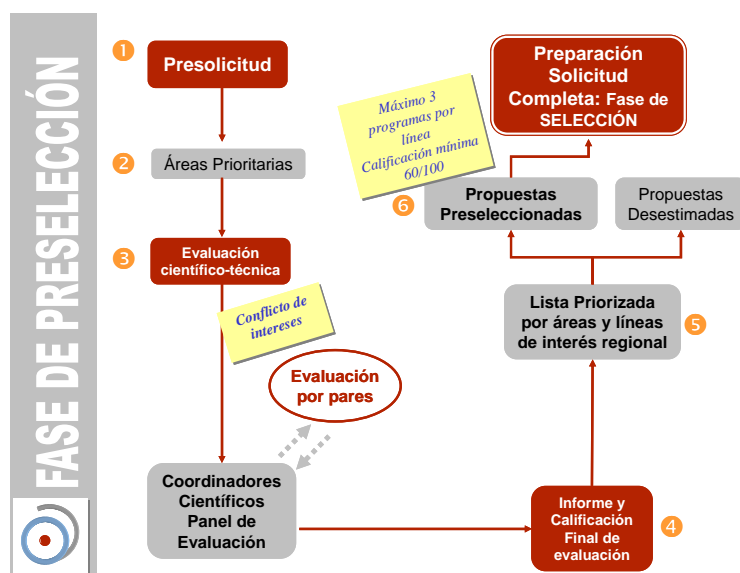 FASE DE PRESELECCIÓN
1
Presolicitud
2
Áreas Prioritarias
3
Evaluación
científico-técnica
Conflicto de
intereses
Evaluación
por pares
Coordinadores
Científicos
Panel de
Evaluación
Informe y
Calificación
Final de
evaluación
4
Lista Priorizada
por áreas y líneas
de interés regional
5
Máximo 3
programas por
línea
Calificación mínima
60/100
6
Propuestas
Preseleccionadas
Propuestas
Desestimadas
Preparación
Solicitud
Completa: Fase de
SELECCIÓN